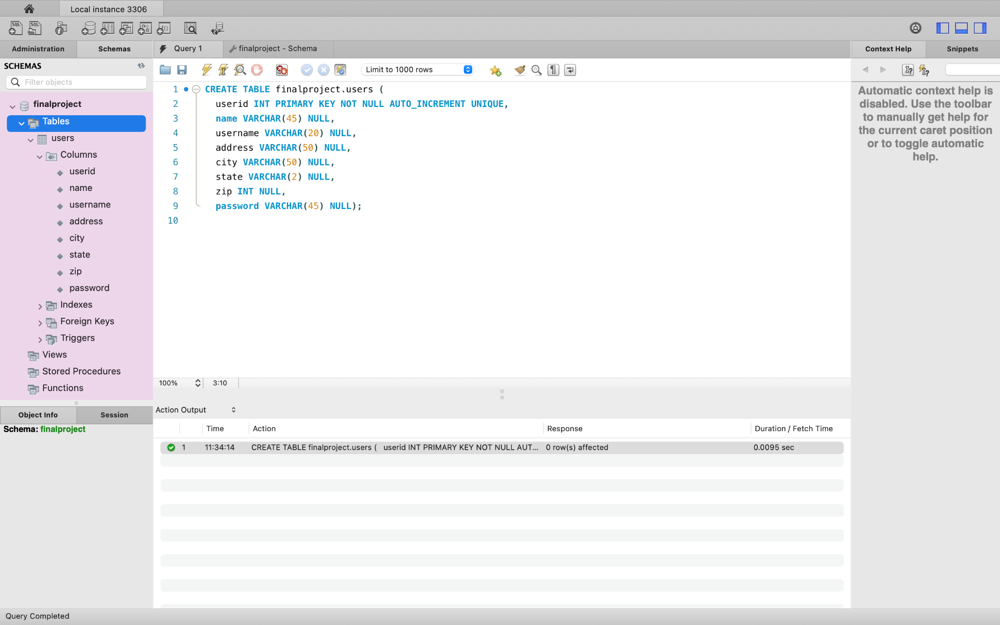 Local instance 3306
SQL SQL
Administration Schemas Query 1 finalproject - Schema Context Help Snippets
SCHEMAS
Filter objects
Limit to 1000 rows
finalproject
Tables
users
Columns
userid
name
username
address
city
state
zip
password
Indexes
Foreign Keys
Triggers
Views
Stored Procedures
Functions
Object Info Session
Schema: finalproject
1 CREATE TABLE finalproject.users (
2 userid INT PRIMARY KEY NOT NULL AUTO_INCREMENT UNIQUE,
3 name VARCHAR(45) NULL,
4 username VARCHAR(20) NULL,
5 address VARCHAR(50) NULL,
6 city VARCHAR(50) NULL,
7 state VARCHAR(2) NULL,
8 zip INT NULL,
9 password VARCHAR(45) NULL);
10
100% 3:10
Action Output
Time Action Response Duration / Fetch Time
1 11:34:14 CREATE TABLE finalproject.users ( userid INT PRIMARY KEY NOT NULL AUT... 0 row(s) affected 0.0095 sec
Automatic context help is
disabled. Use the toolbar
to manually get help for
the current caret position
or to toggle automatic
help.
Query Completed